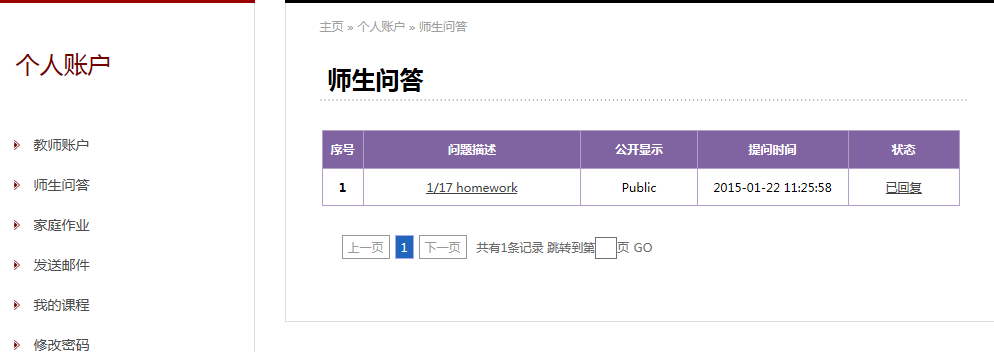 个人账户
教师账户
师生问答
家庭作业
发送邮件
我的课程
修改密码
主页 » 个人账户 » 师生问答
师生问答
序号 问题描述 公开显示 提问时间 状态
1 1/17 homework Public 2015-01-22 11:25:58 已回复
上一页 1 下一页 共有1条记录 跳转到第 页 GO